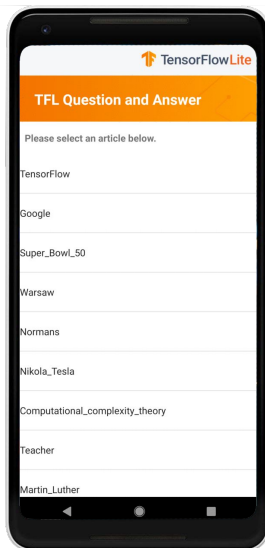 TensorFlowLite
TFL Question and Answer
Please select an article below.
TensorFlow
Google
Super_Bowl_50
Warsaw
Normans
Nikola_Tesla
Computational_complexity_theory
Teacher
Martin_Luther